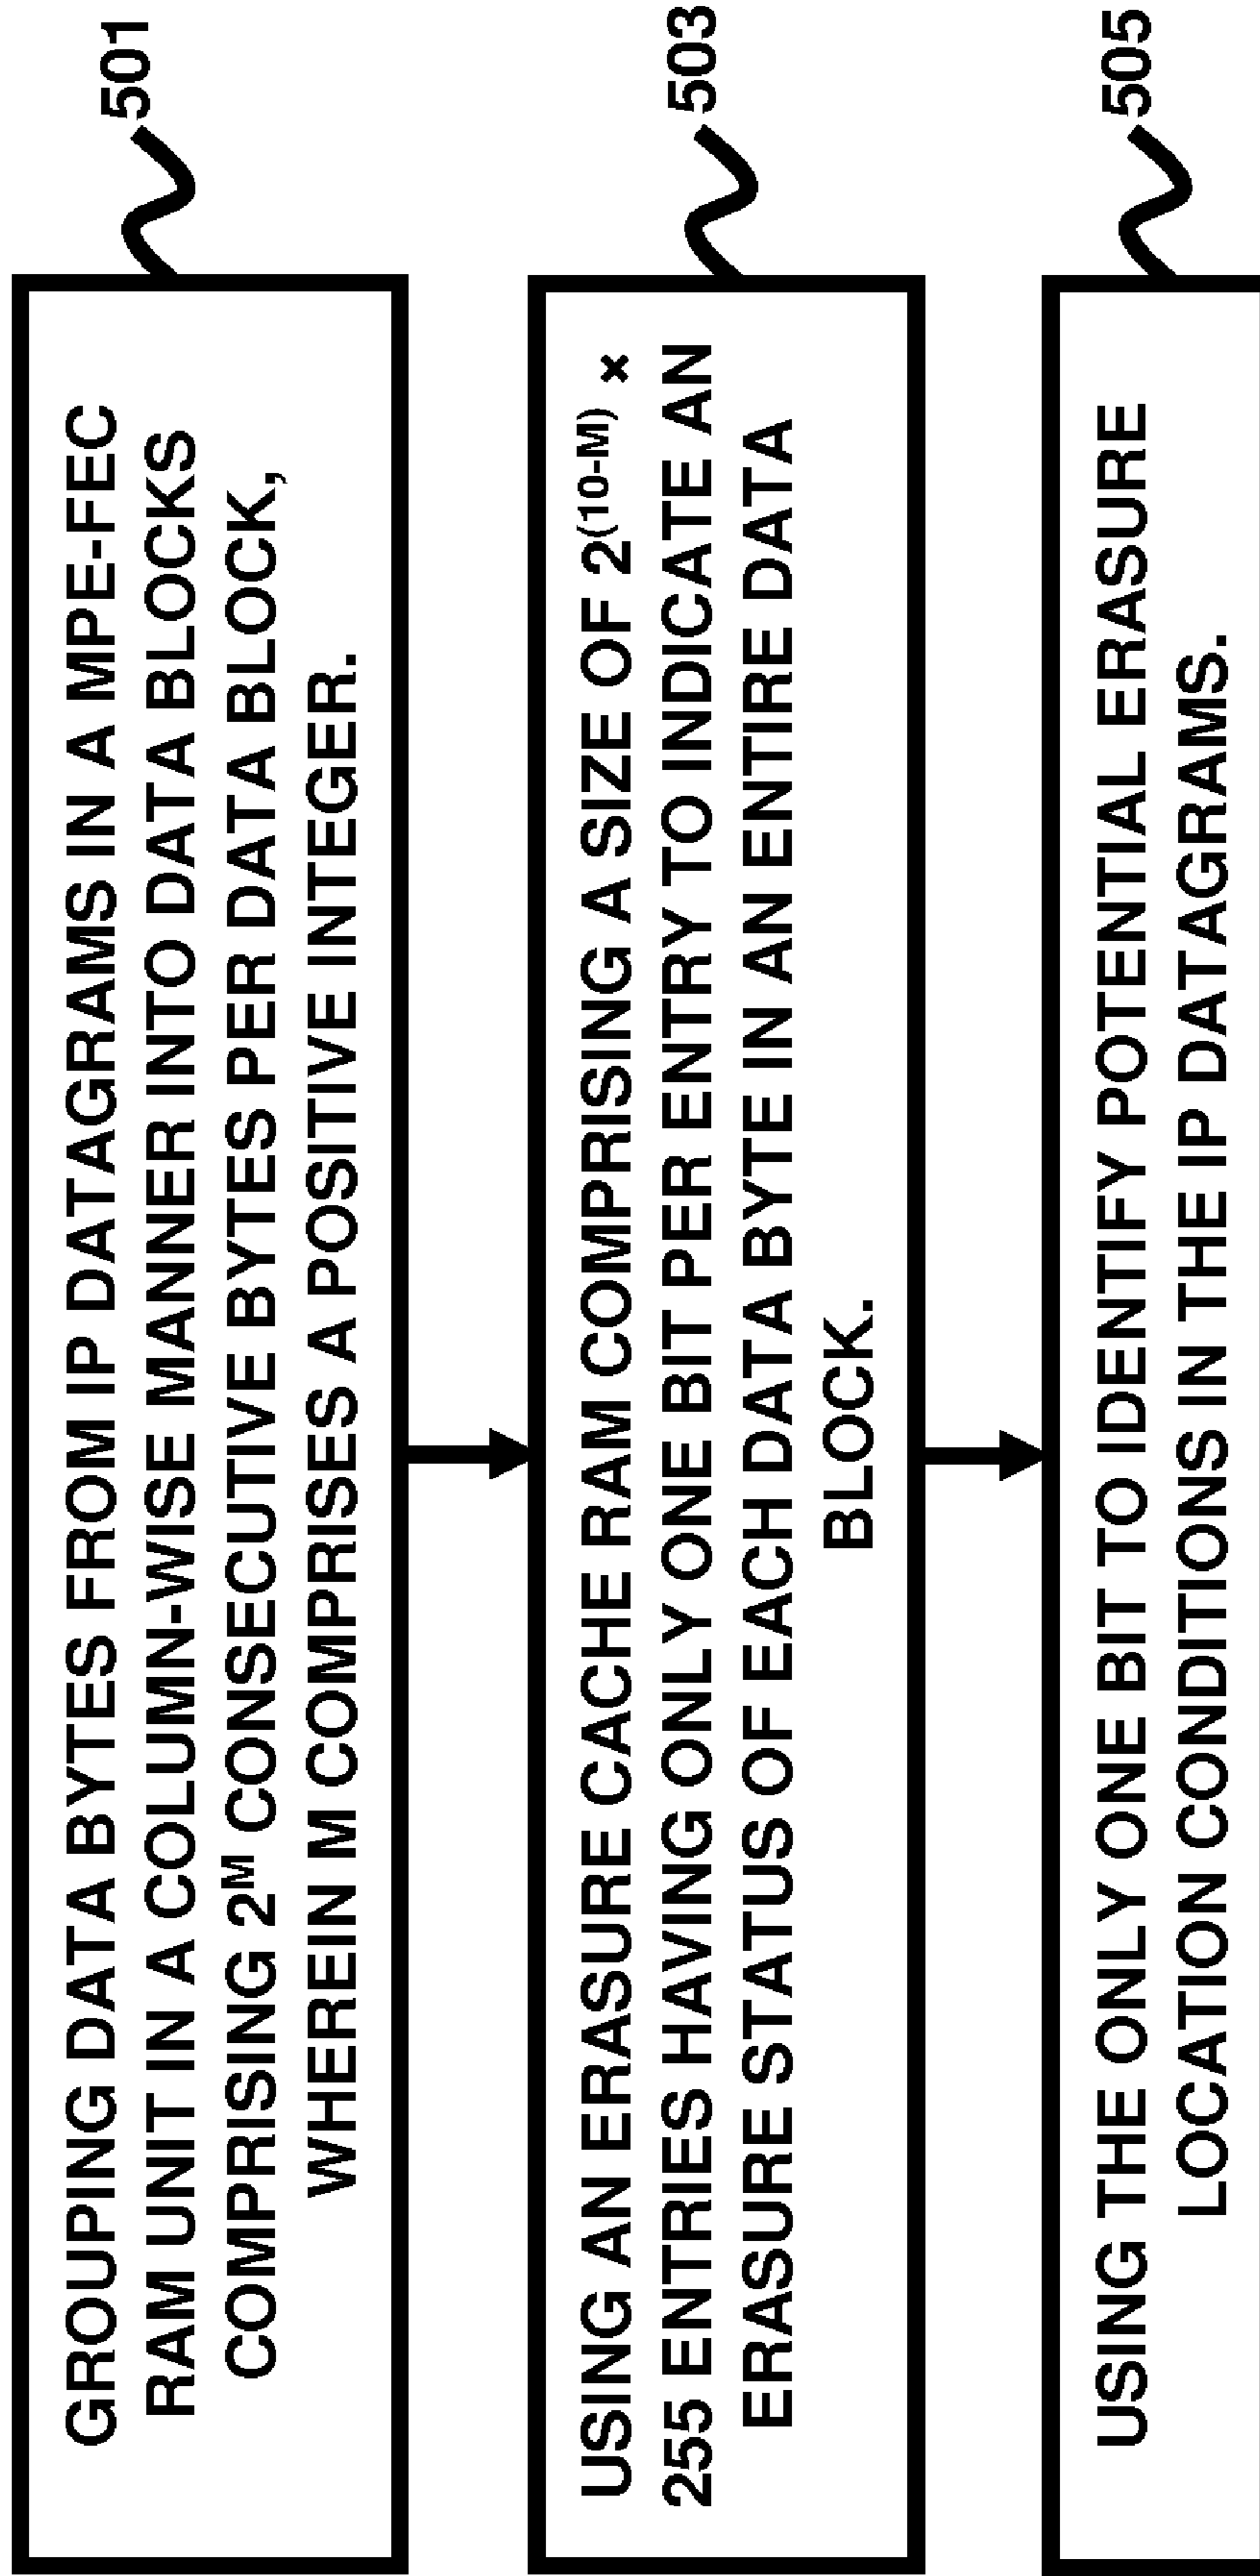 GROUPING DATA BYTES FROM IP DATAGRAMS IN A MPE-FEC
RAM UNIT IN A COLUMN-WISE MANNER INTO DATA BLOCKS
COMPRISING 2^M CONSECUTIVE BYTES PER DATA BLOCK,
WHEREIN M COMPRISES A POSITIVE INTEGER.
501
USING AN ERASURE CACHE RAM COMPRISING A SIZE OF 2^(10-M) ×
255 ENTRIES HAVING ONLY ONE BIT PER ENTRY TO INDICATE AN
ERASURE STATUS OF EACH DATA BYTE IN AN ENTIRE DATA
BLOCK.
503
USING THE ONLY ONE BIT TO IDENTIFY POTENTIAL ERASURE
LOCATION CONDITIONS IN THE IP DATAGRAMS.
505